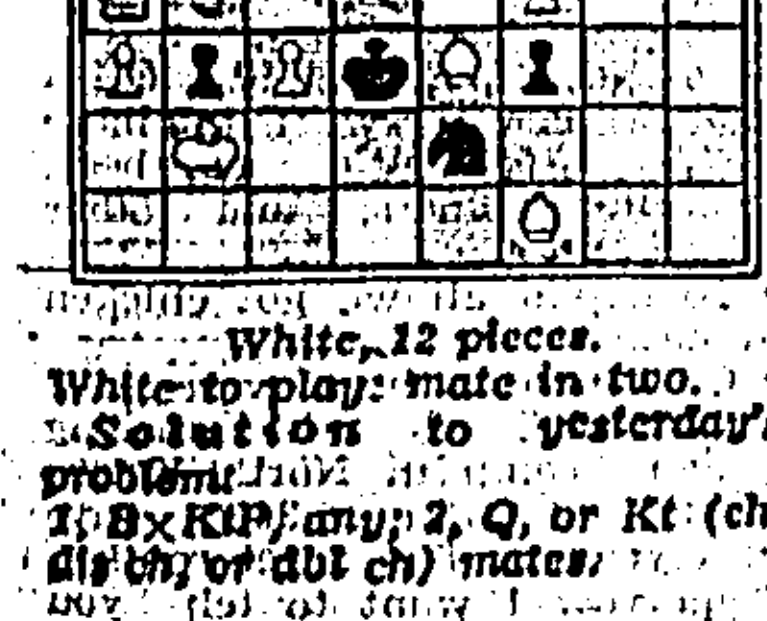 White, 12 pieces.
White to play: mate in two.
Solution to yesterday's
problem:
1, BxKtP, any; 2, Q, or Kt (ch
dis ch, or dbl ch) mates.